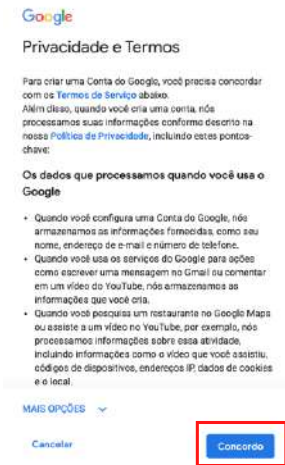 Google
Privacidade e Termos
Para criar uma Conta do Google, você precisa concordar
com os Termos de Serviço abaixo.
Além disso, quando você cria uma conta, nós
processamos suas informações conforme descrito na
nossa Política de Privacidade, incluindo estes pontos-
chave:
Os dados que processamos quando você usa o
Google
• Quando você configura uma Conta do Google, nós
armazenamos as informações fornecidas, como seu
nome, endereço de e-mail e número de telefone.
• Quando você usa os serviços do Google para ações
como escrever uma mensagem no Gmail ou comentar
em um vídeo do YouTube, nós armazenamos as
informações que você cria.
• Quando você pesquisa um restaurante no Google Maps
ou assiste a um vídeo no YouTube, por exemplo, nós
processamos informações sobre essa atividade,
incluindo informações como o vídeo que você assistiu,
códigos de dispositivos, endereços IP, dados de cookies
e o local.
MAIS OPÇÕES
Cancelar
Concordo